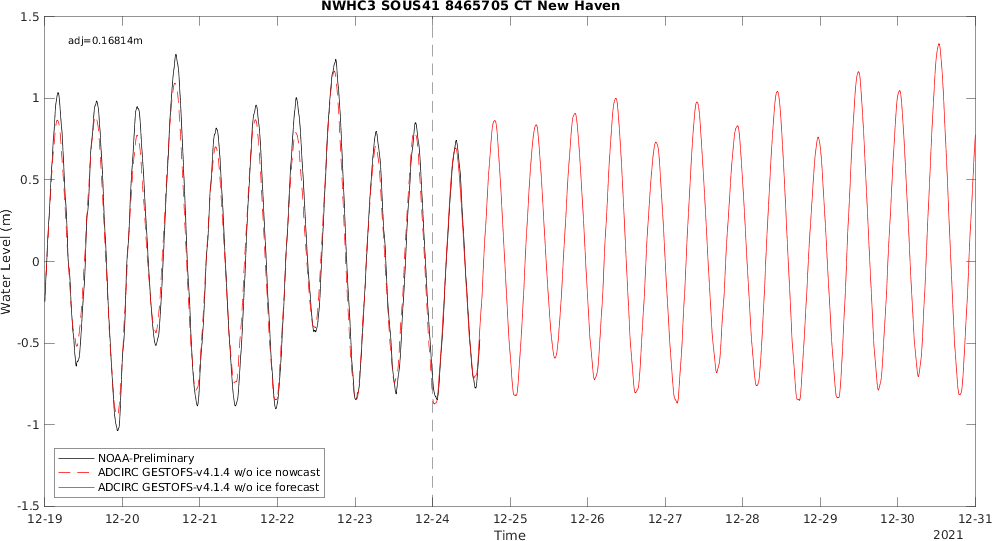 NWHC3 SOUS41 8465705 CT New Haven
adj=0.16814m
1.5
1
0.5
0
-0.5
-1
-1.5
Water Level (m)
NOAA-Preliminary
ADCIRC GESTOFS-v4.1.4 w/o ice nowcast
ADCIRC GESTOFS-v4.1.4 w/o ice forecast
12-19 12-20 12-21 12-22 12-23 12-24 12-25 12-26 12-27 12-28 12-29 12-30 12-31
Time
2021